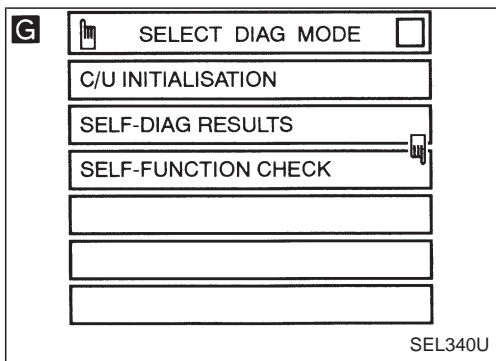 G
SELECT DIAG MODE
C/U INITIALISATION
SELF-DIAG RESULTS
SELF-FUNCTION CHECK
SEL340U